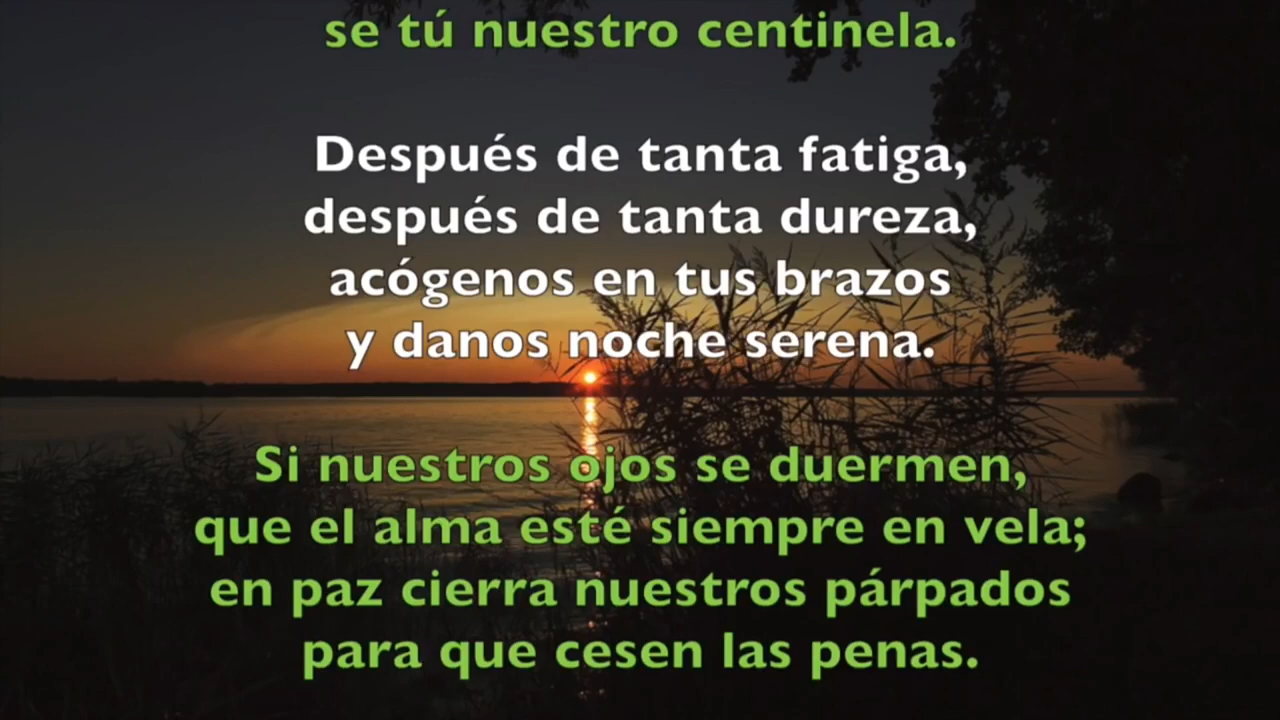 se tú nuestro centinela.
Después de tanta fatiga,
después de tanta dureza,
acógenos en tus brazos
y danos noche serena.
Si nuestros ojos se duermen,
que el alma esté siempre en vela;
en paz cierra nuestros párpados
para que cesen las penas.